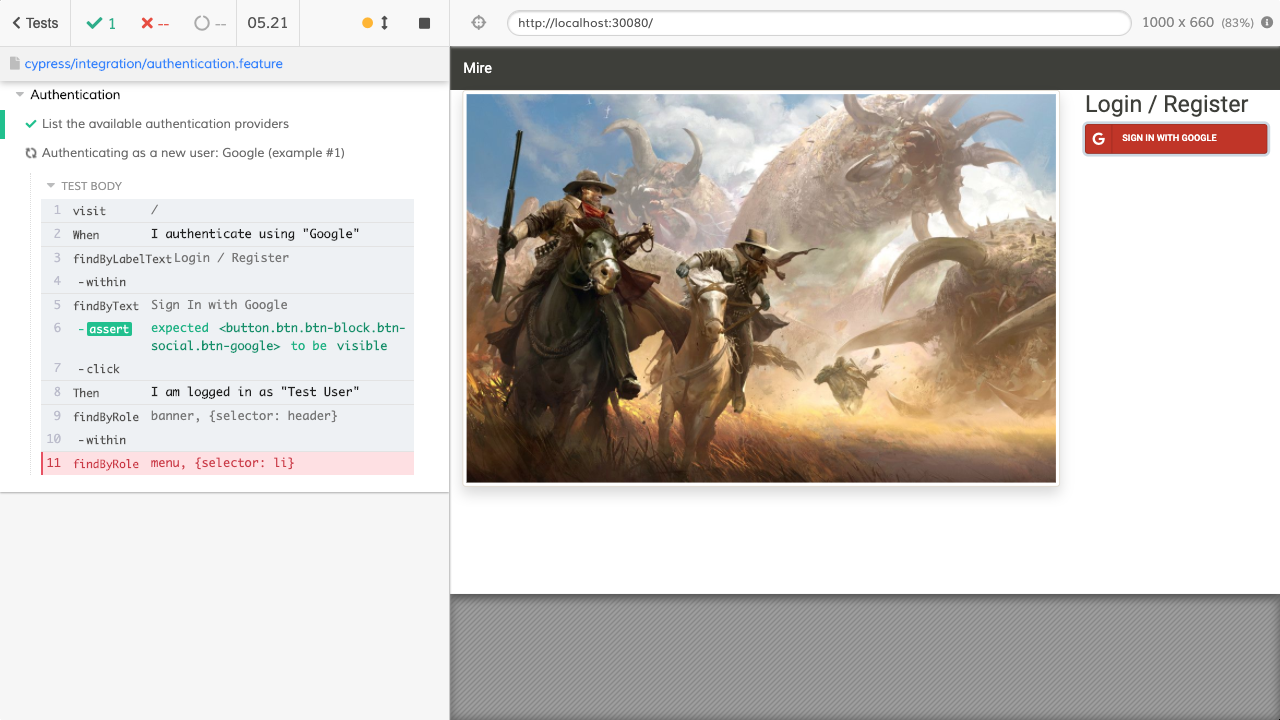 Tests
1
--
--
05.21
http://localhost:30080/
1000 x 660 (83%)
cypress/integration/authentication.feature
Authentication
List the available authentication providers
Authenticating as a new user: Google (example #1)
TEST BODY
1 visit /
2 When I authenticate using "Google"
3 findByLabelText Login / Register
4 -within
5 findByText Sign In with Google
6 -assert expected <button.btn.btn-block.btn-
social.btn-google> to be visible
7 -click
8 Then I am logged in as "Test User"
9 findByRole banner, {selector: header}
10 -within
11 findByRole menu, {selector: li}
Mire
Login / Register
G SIGN IN WITH GOOGLE